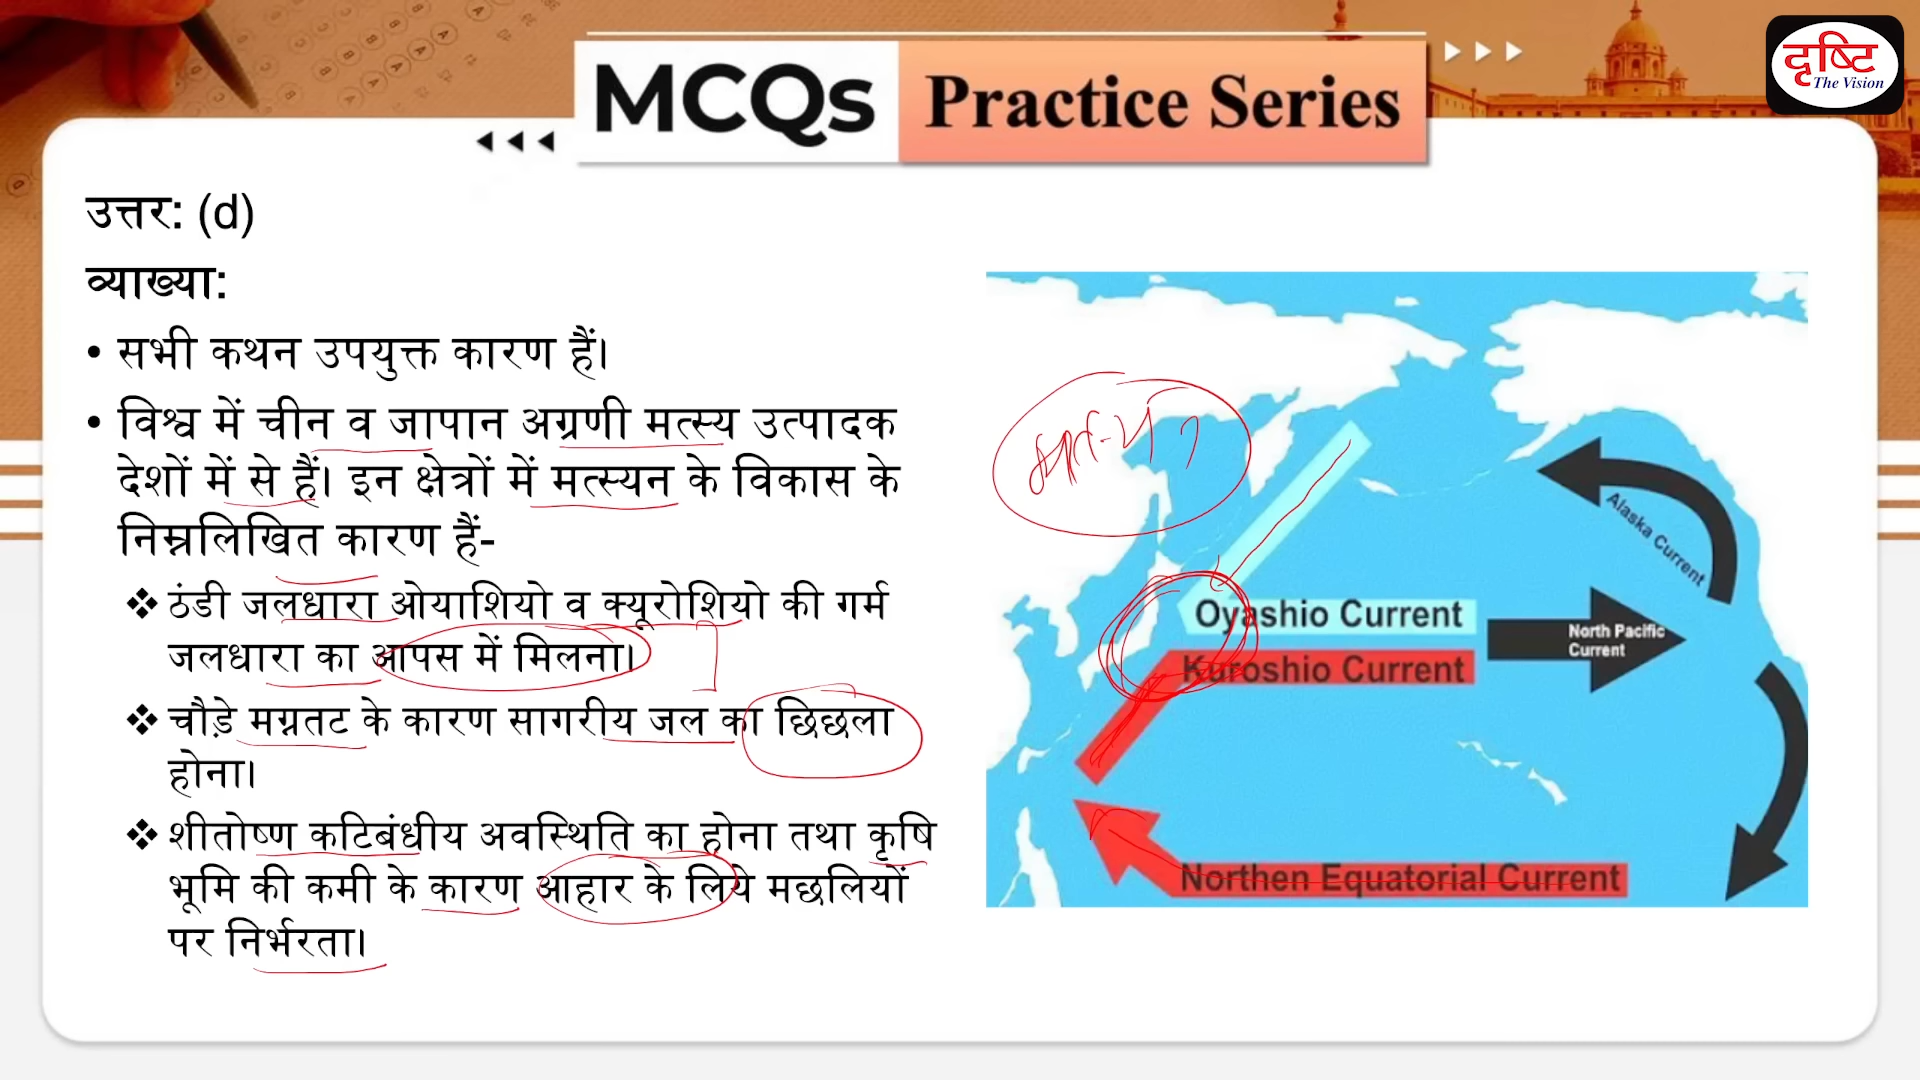 MCQs Practice Series
दृष्टि
The Vision
उत्तर: (d)
व्याख्या:
• सभी कथन उपयुक्त कारण हैं।
• विश्व में चीन व जापान अग्रणी मत्स्य उत्पादक
देशों में से हैं। इन क्षेत्रों में मत्स्यन के विकास के
निम्नलिखित कारण हैं-
❖ ठंडी जलधारा ओयाशियो व क्यूरोशियो की गर्म
जलधारा का आपस में मिलना।
❖ चौड़े मग्नतट के कारण सागरीय जल का छिछला
होना।
❖ शीतोष्ण कटिबंधीय अवस्थिति का होना तथा कृषि
भूमि की कमी के कारण आहार के लिये मछलियों
पर निर्भरता।
Alaska Current
Oyashio Current
North Pacific
Current
Kuroshio Current
Northen Equatorial Current